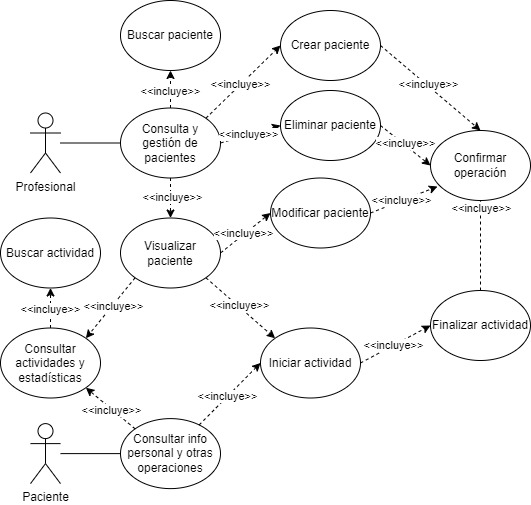 Buscar paciente
Crear paciente
<<incluye>>
<<incluye>>
<<incluye>>
Consulta y
gestión de
pacientes
<<incluye>>
Eliminar paciente
<<incluye>>
Confirmar
operación
Profesional
<<incluye>>
<<incluye>>
<<incluye>>
Modificar paciente
Visualizar
paciente
<<incluye>>
Buscar actividad
<<incluye>>
<<incluye>>
<<incluye>>
Finalizar actividad
<<incluye>>
Consultar
actividades y
estadísticas
Iniciar actividad
<<incluye>>
<<incluye>>
Consultar info
personal y otras
operaciones
Paciente